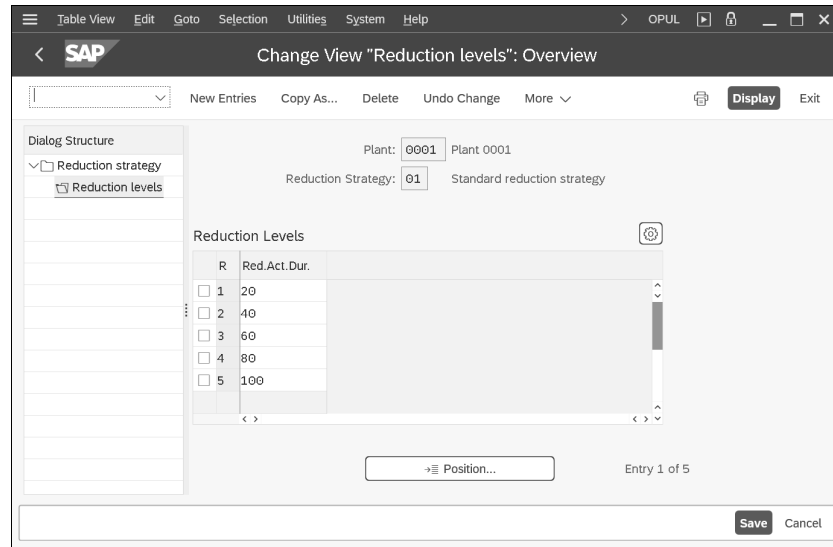 Table View Edit Goto Selection Utilities System Help OPUL
SAP Change View "Reduction levels": Overview
New Entries Copy As... Delete Undo Change More Display Exit
Dialog Structure
Reduction strategy
Reduction levels
Plant: 0001 Plant 0001
Reduction Strategy: 01 Standard reduction strategy
Reduction Levels
R Red.Act.Dur.
1 20
2 40
3 60
4 80
5 100
Position... Entry 1 of 5
Save Cancel